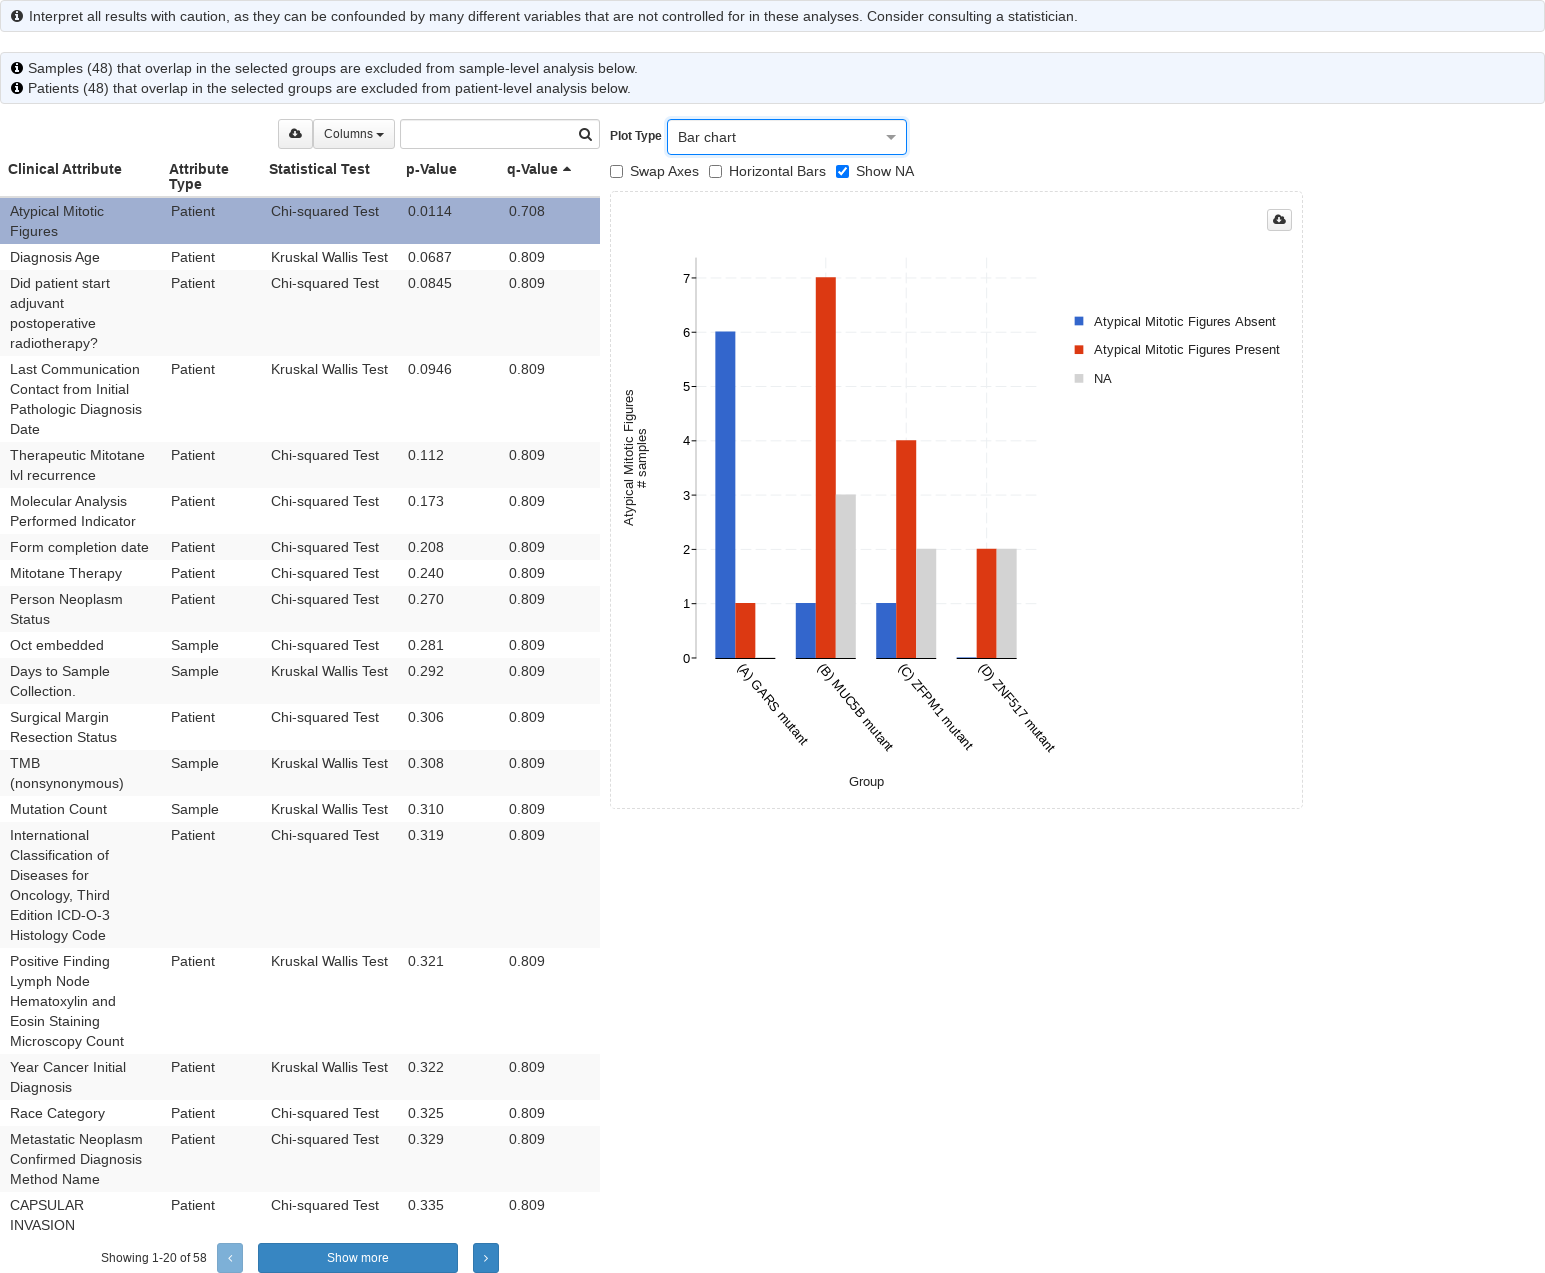 Interpret all results with caution, as they can be confounded by many different variables that are not controlled for in these analyses. Consider consulting a statistician.
Samples (48) that overlap in the selected groups are excluded from sample-level analysis below.
Patients (48) that overlap in the selected groups are excluded from patient-level analysis below.
Columns
Clinical Attribute Attribute Type Statistical Test p-Value q-Value
Atypical Mitotic Figures Patient Chi-squared Test 0.0114 0.708
Diagnosis Age Patient Kruskal Wallis Test 0.0687 0.809
Did patient start adjuvant postoperative radiotherapy? Patient Chi-squared Test 0.0845 0.809
Last Communication Contact from Initial Pathologic Diagnosis Date Patient Kruskal Wallis Test 0.0946 0.809
Therapeutic Mitotane lvl recurrence Patient Chi-squared Test 0.112 0.809
Molecular Analysis Performed Indicator Patient Chi-squared Test 0.173 0.809
Form completion date Patient Chi-squared Test 0.208 0.809
Mitotane Therapy Patient Chi-squared Test 0.240 0.809
Person Neoplasm Status Patient Chi-squared Test 0.270 0.809
Oct embedded Sample Chi-squared Test 0.281 0.809
Days to Sample Collection. Sample Kruskal Wallis Test 0.292 0.809
Surgical Margin Resection Status Patient Chi-squared Test 0.306 0.809
TMB (nonsynonymous) Sample Kruskal Wallis Test 0.308 0.809
Mutation Count Sample Kruskal Wallis Test 0.310 0.809
International Classification of Diseases for Oncology, Third Edition ICD-O-3 Histology Code Patient Chi-squared Test 0.319 0.809
Positive Finding Lymph Node Hematoxylin and Eosin Staining Microscopy Count Patient Kruskal Wallis Test 0.321 0.809
Year Cancer Initial Diagnosis Patient Kruskal Wallis Test 0.322 0.809
Race Category Patient Chi-squared Test 0.325 0.809
Metastatic Neoplasm Confirmed Diagnosis Method Name Patient Chi-squared Test 0.329 0.809
CAPSULAR INVASION Patient Chi-squared Test 0.335 0.809
Showing 1-20 of 58
Show more
Plot Type Bar chart
Swap Axes Horizontal Bars Show NA
Atypical Mitotic Figures
# samples
7
6
5
4
3
2
1
0
(A) GARS mutant
(B) MUC5B mutant
(C) ZFPM1 mutant
(D) ZNF517 mutant
Group
Atypical Mitotic Figures Absent
Atypical Mitotic Figures Present
NA